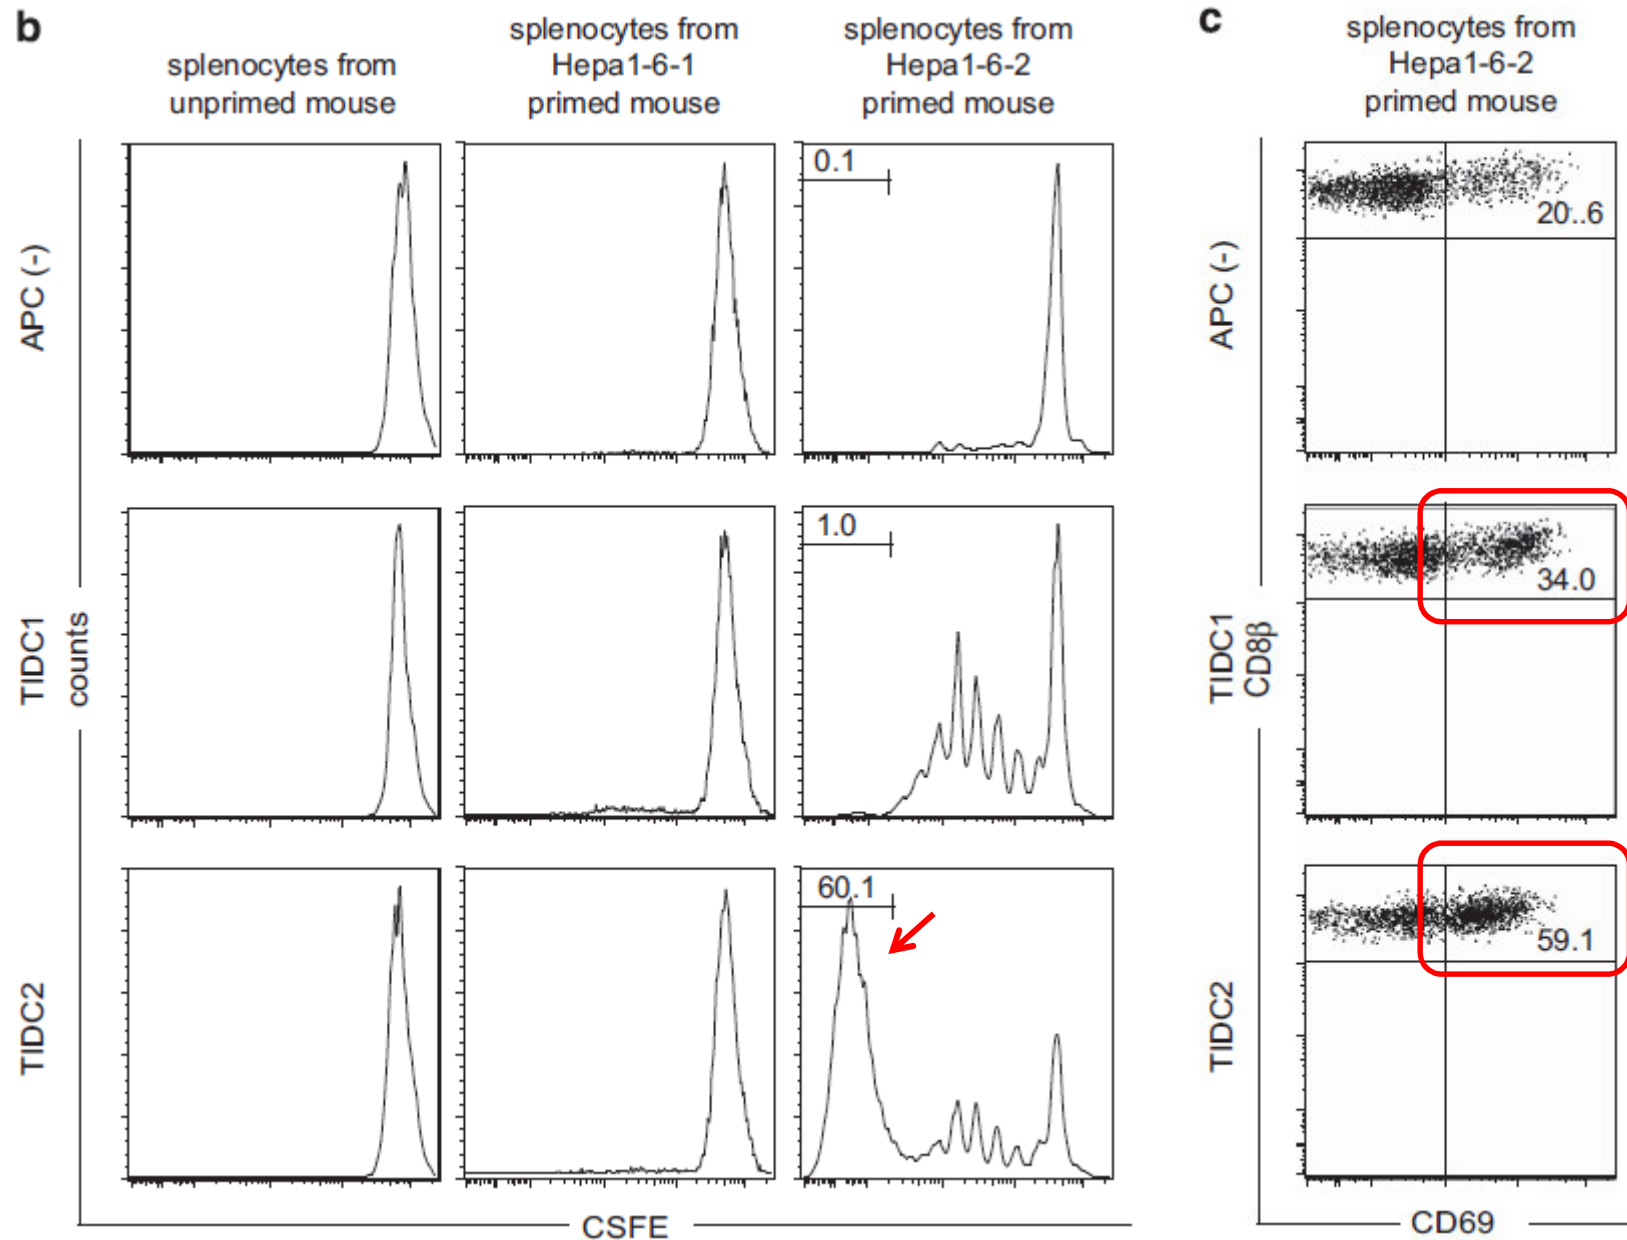 b
splenocytes from
unprimed mouse
splenocytes from
Hepa1-6-1
primed mouse
splenocytes from
Hepa1-6-2
primed mouse
APC (-)
0.1
TIDC1
counts
1.0
TIDC2
60.1
CSFE
c
splenocytes from
Hepa1-6-2
primed mouse
APC (-)
20..6
TIDC1
CD8β
34.0
TIDC2
59.1
CD69